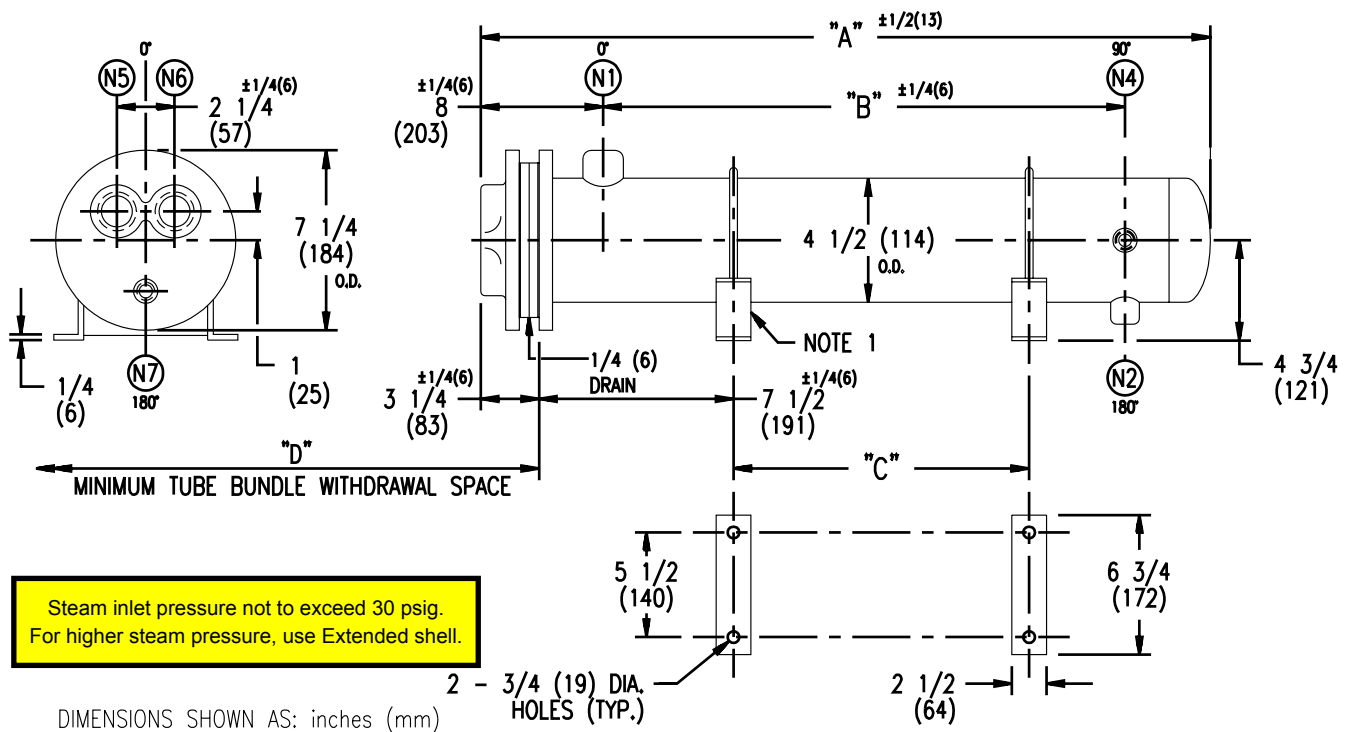 "A" ±1/2(13)
0°
N5
N6
±1/4(6)
2 1/4
(57)
±1/4(6)
8
(203)
0°
N1
"B" ±1/4(6)
90°
N4
7 1/4
(184)
O.D.
4 1/2 (114)
O.D.
N7
180°
1/4
(6)
1
(25)
±1/4(6)
3 1/4
(83)
1/4 (6)
DRAIN
±1/4(6)
7 1/2
(191)
NOTE 1
N2
180°
4 3/4
(121)
"D"
MINIMUM TUBE BUNDLE WITHDRAWAL SPACE
"C"
5 1/2
(140)
6 3/4
(172)
Steam inlet pressure not to exceed 30 psig.
For higher steam pressure, use Extended shell.
2 - 3/4 (19) DIA.
HOLES (TYP.)
2 1/2
(64)
DIMENSIONS SHOWN AS: inches (mm)